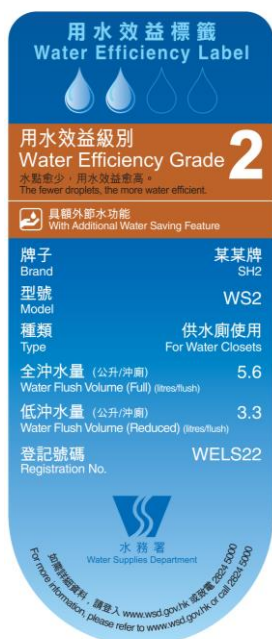 用水效益標籤
Water Efficiency Label
用水效益級別
Water Efficiency Grade 2
水點愈少，用水效益愈高。
The fewer droplets, the more water efficient.
具額外節水功能
With Additional Water Saving Feature
牌子 某某牌
Brand SH2
型號 WS2
Model
種類 供水廁使用
Type For Water Closets
全沖水量（公升/沖廁） 5.6
Water Flush Volume (Full) (litres/flush)
低沖水量（公升/沖廁） 3.3
Water Flush Volume (Reduced) (litres/flush)
登記號碼 WELS22
Registration No.
水務署
Water Supplies Department
如需詳細資料，請登入 www.wsd.gov.hk 或致電 2824 5000
For more information, please refer to www.wsd.gov.hk or call 2824 5000